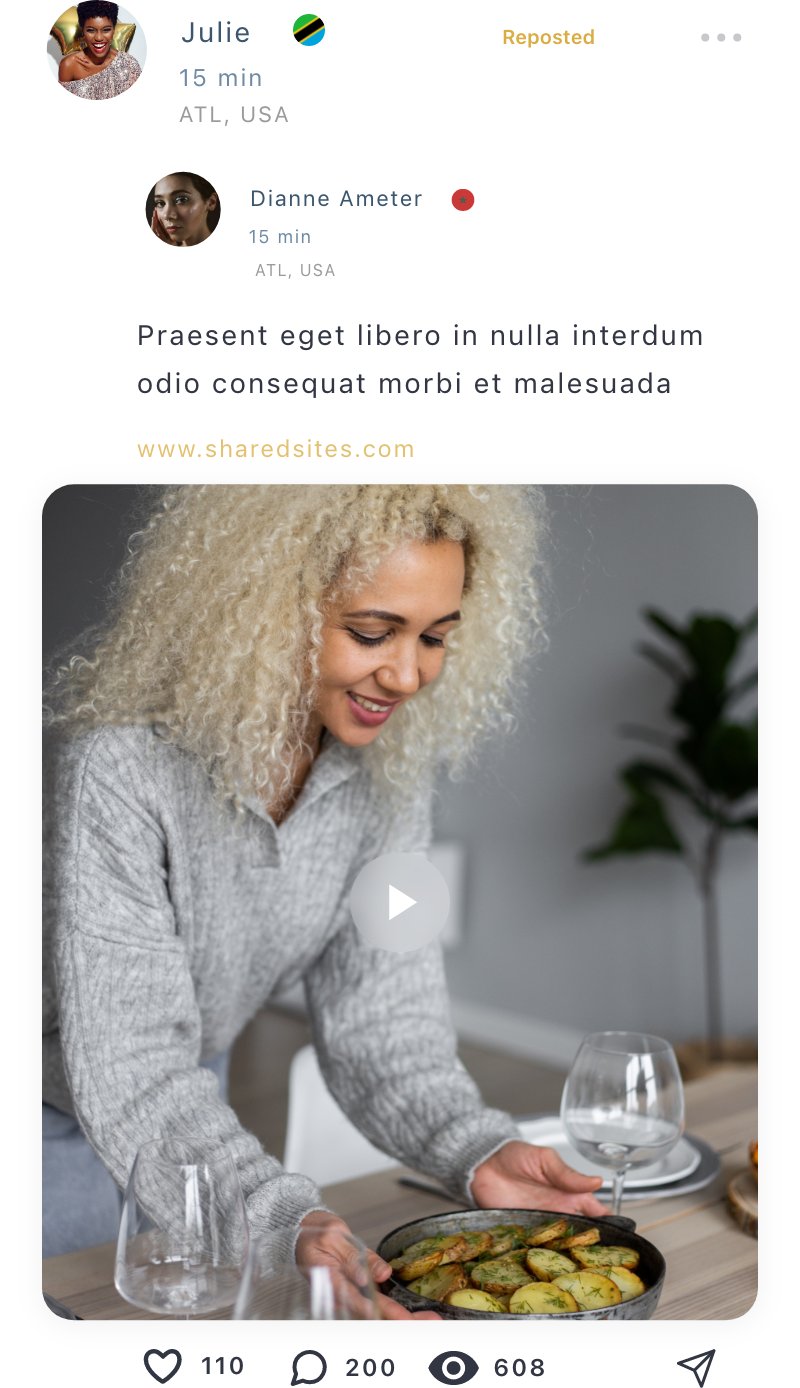 Julie
Reposted
15 min
ATL, USA
Dianne Ameter
15 min
ATL, USA
Praesent eget libero in nulla interdum
odio consequat morbi et malesuada
www.sharedsites.com
110 200 608